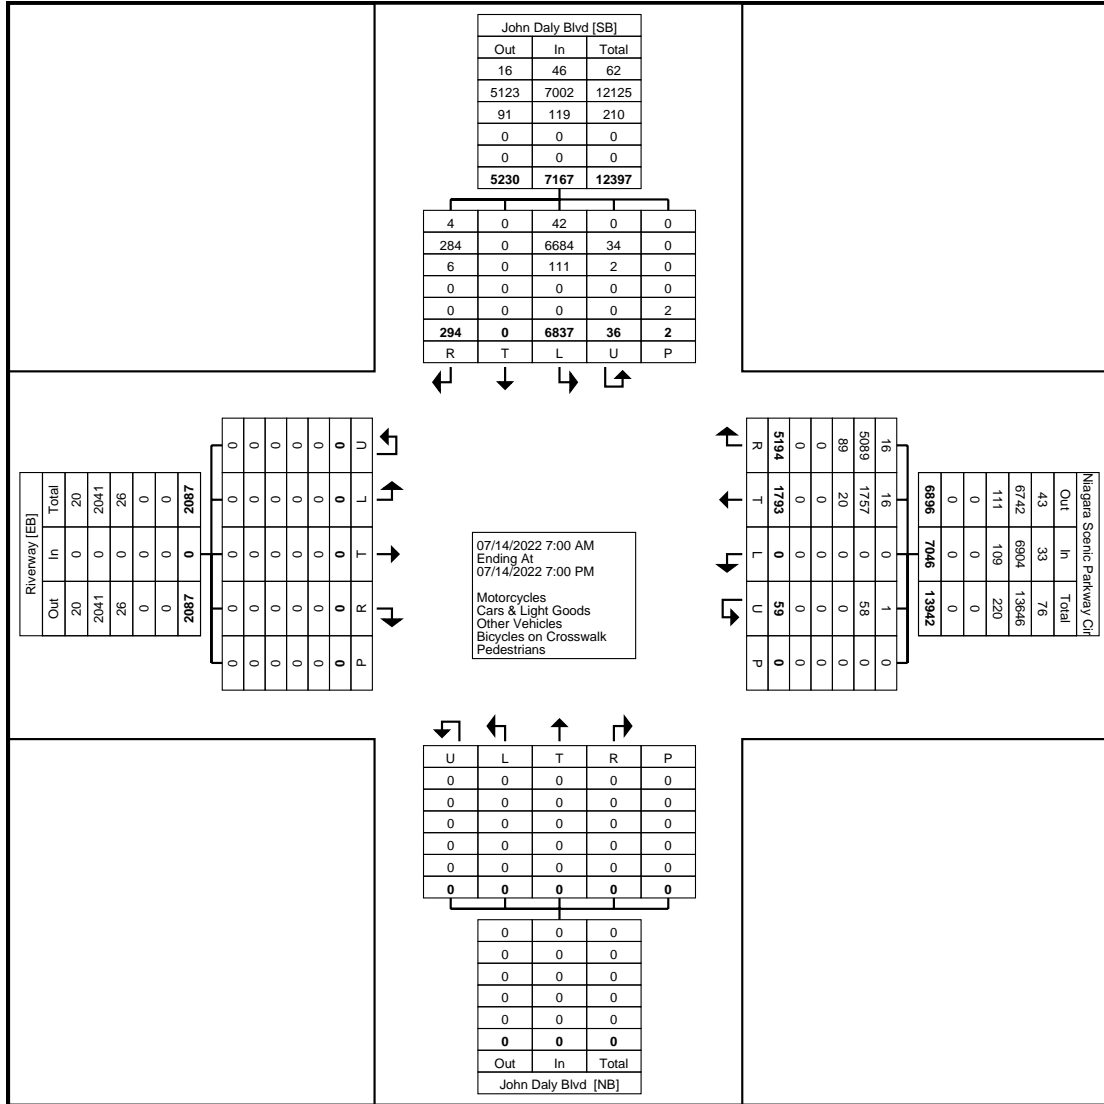 John Daly Blvd [SB]
Out In Total
16 46 62
5123 7002 12125
91 119 210
0 0 0
0 0 0
5230 7167 12397
4 0 42 0 0
284 0 6684 34 0
6 0 111 2 0
0 0 0 0 0
0 0 0 0 2
294 0 6837 36 2
R T L U P
Riverway [EB]
Total 20 2041 26 0 0 2087
In 0 0 0 0 0 0
Out 20 2041 26 0 0 2087
0 0 0 0 0 0 U
0 0 0 0 0 0 L
0 0 0 0 0 0 T
0 0 0 0 0 0 R
0 0 0 0 0 0 P
07/14/2022 7:00 AM
Ending At
07/14/2022 7:00 PM
Motorcycles
Cars & Light Goods
Other Vehicles
Bicycles on Crosswalk
Pedestrians
R 5194 0 0 89 5089 16
T 1793 0 0 20 1757 16
L 0 0 0 0 0 0
U 59 0 0 0 58 1
P 0 0 0 0 0 0
Niagara Scenic Parkway Cir
Out 43 6742 111 0 0 6896
In 33 6904 109 0 0 7046
Total 76 13646 220 0 0 13942
U L T R P
0 0 0 0 0
0 0 0 0 0
0 0 0 0 0
0 0 0 0 0
0 0 0 0 0
0 0 0 0 0
0 0 0
0 0 0
0 0 0
0 0 0
0 0 0
0 0 0
Out In Total
John Daly Blvd [NB]